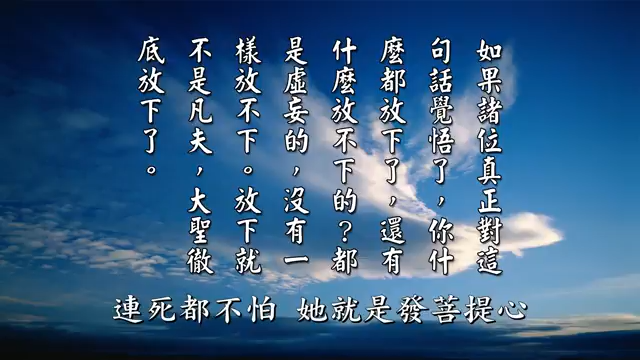 如果諸位真正對這
句話覺悟了，你什
麼都放下了，還有
什麼放不下的？都
是虛妄的，沒有一
樣放不下。放下就
不是凡夫，大聖徹
底放下了。
連死都不怕 她就是發菩提心